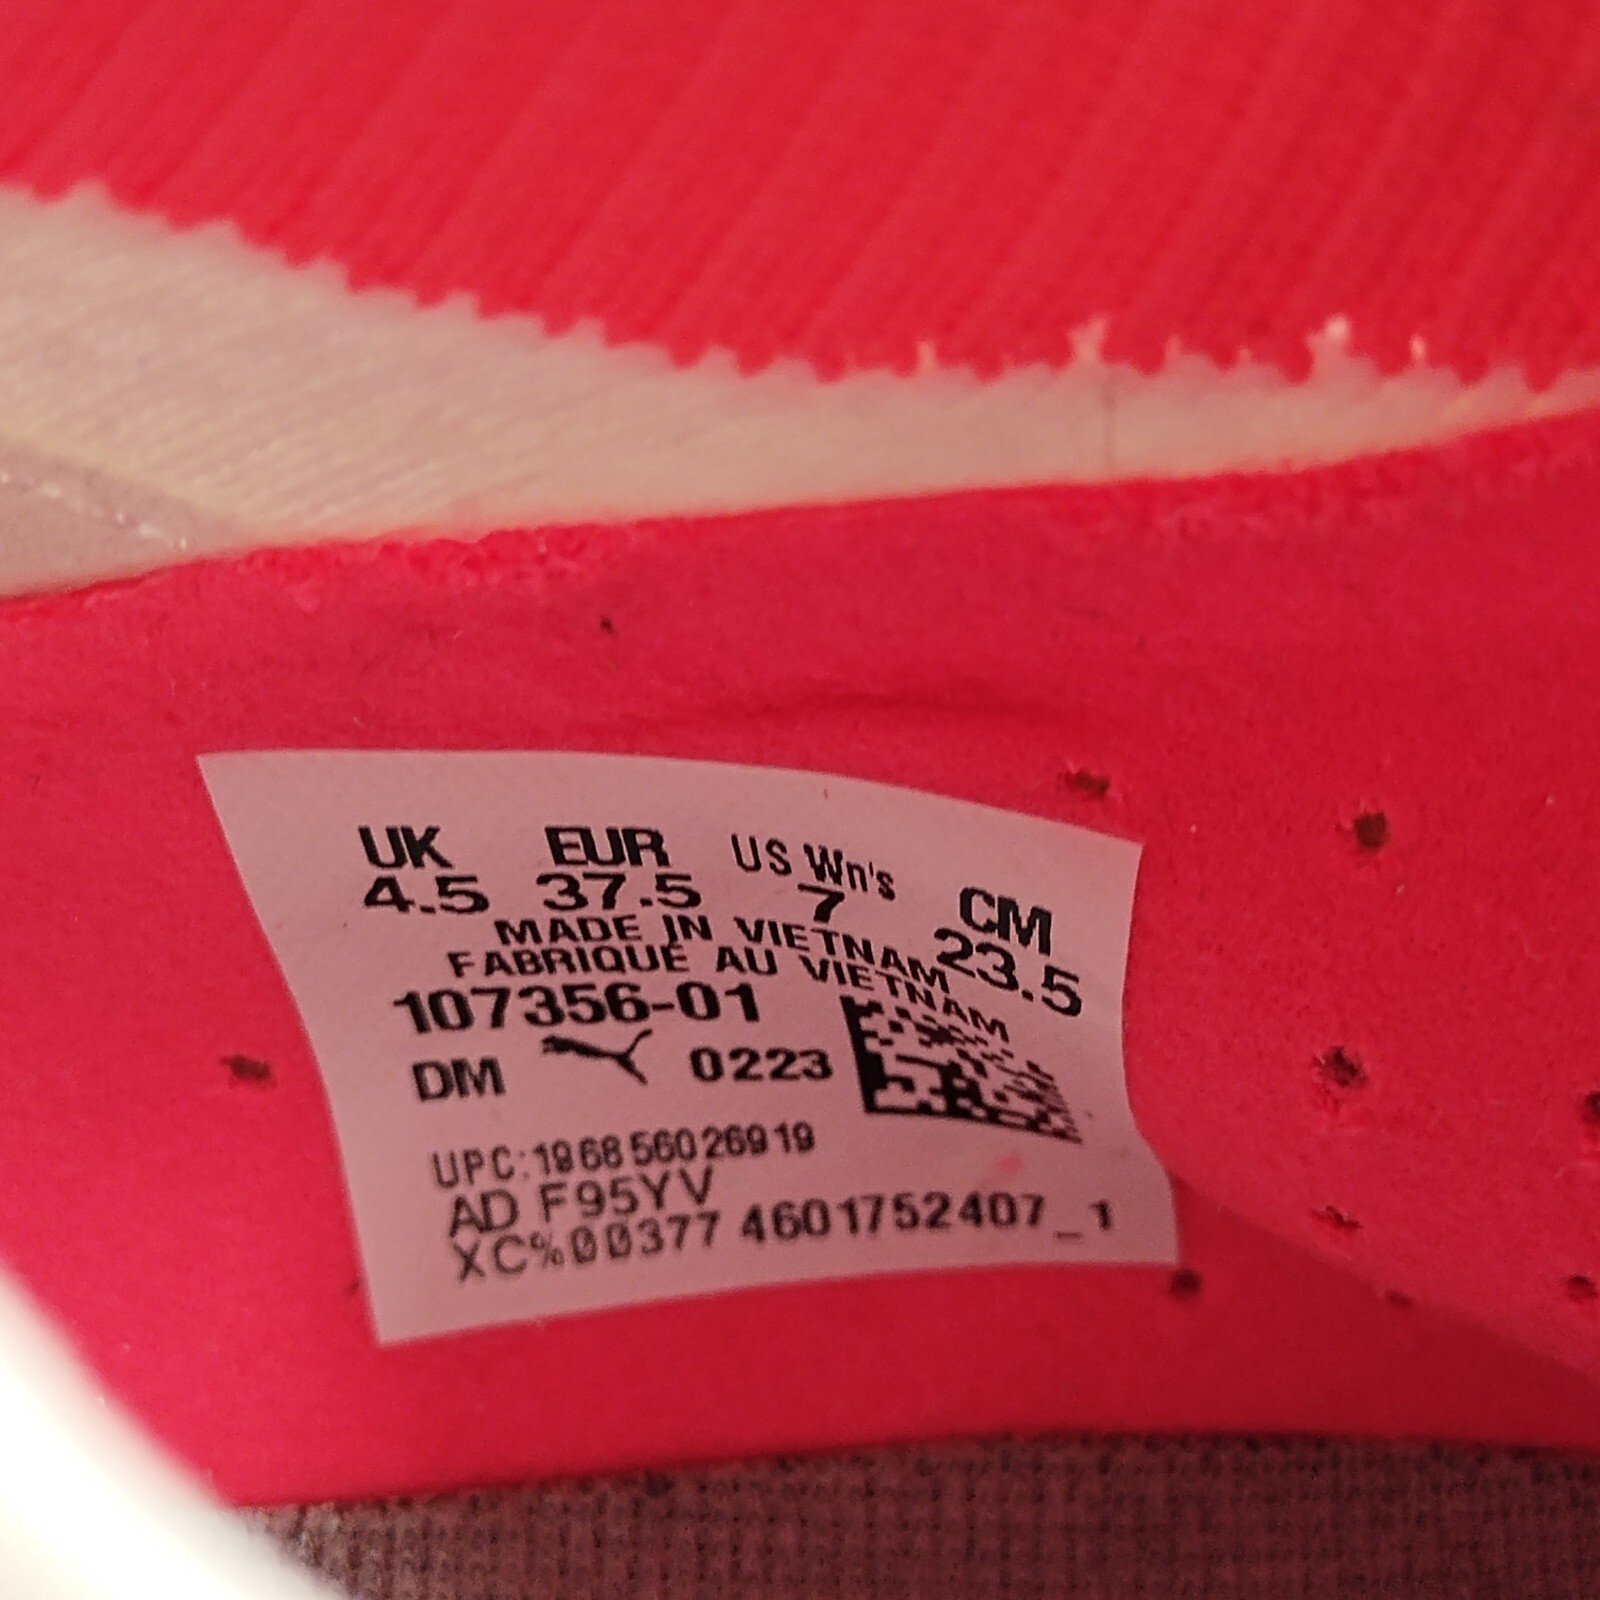 UK EUR US Wn's CM
4.5 37.5 7 23.5
MADE IN VIETNAM
FABRIQUÉ AU VIETNAM
107356-01
DM 0223
UPC:196856026919
AD F95YV
XC%00377 4601752407_1